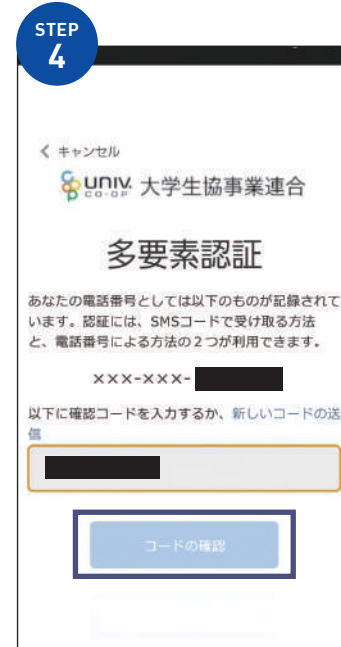 STEP
4
キャンセル
UNIV. CO-OP 大学生協事業連合
多要素認証
あなたの電話番号としては以下のものが記録されて
います。認証には、SMSコードで受け取る方法
と、電話番号による方法の２つが利用できます。
×××-×××-
以下に確認コードを入力するか、新しいコードの送
信
コードの確認